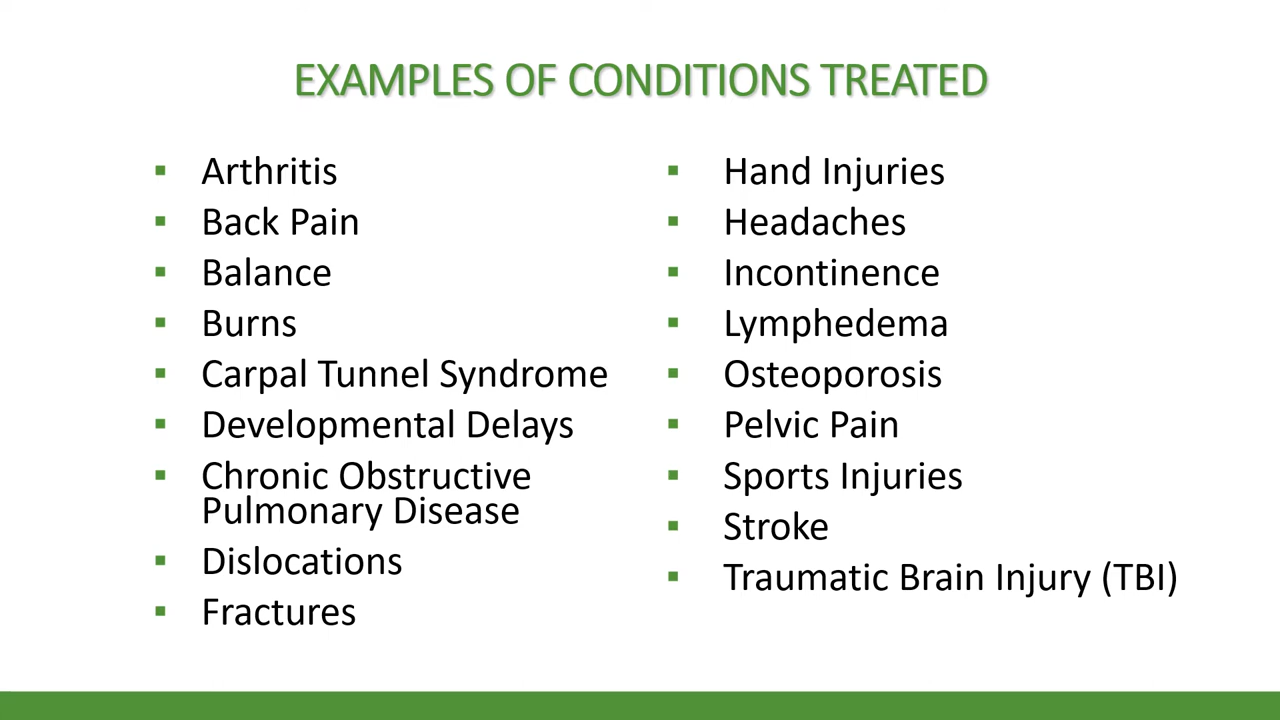 EXAMPLES OF CONDITIONS TREATED
Arthritis
Back Pain
Balance
Burns
Carpal Tunnel Syndrome
Developmental Delays
Chronic Obstructive
Pulmonary Disease
Dislocations
Fractures
Hand Injuries
Headaches
Incontinence
Lymphedema
Osteoporosis
Pelvic Pain
Sports Injuries
Stroke
Traumatic Brain Injury (TBI)